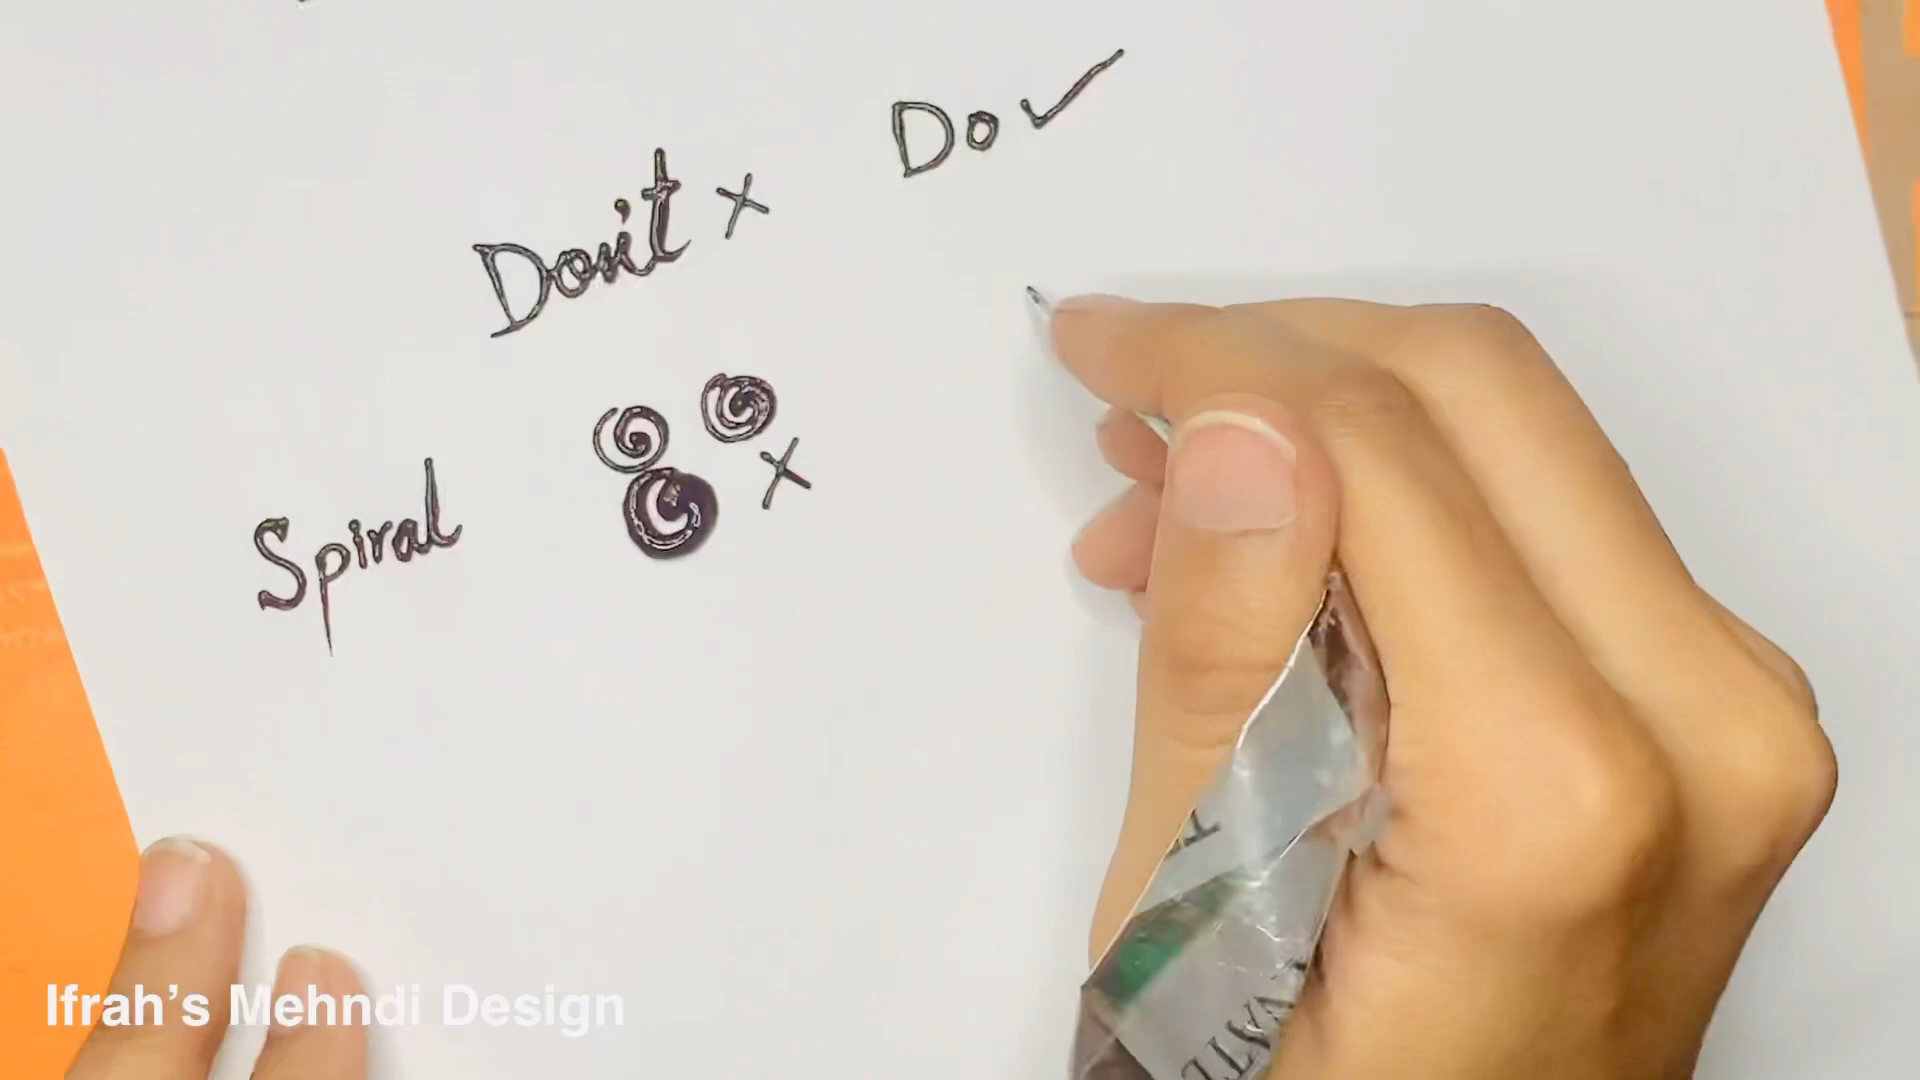 Do ✓
Don't ×
Spiral
×
Ifrah's Mehndi Design